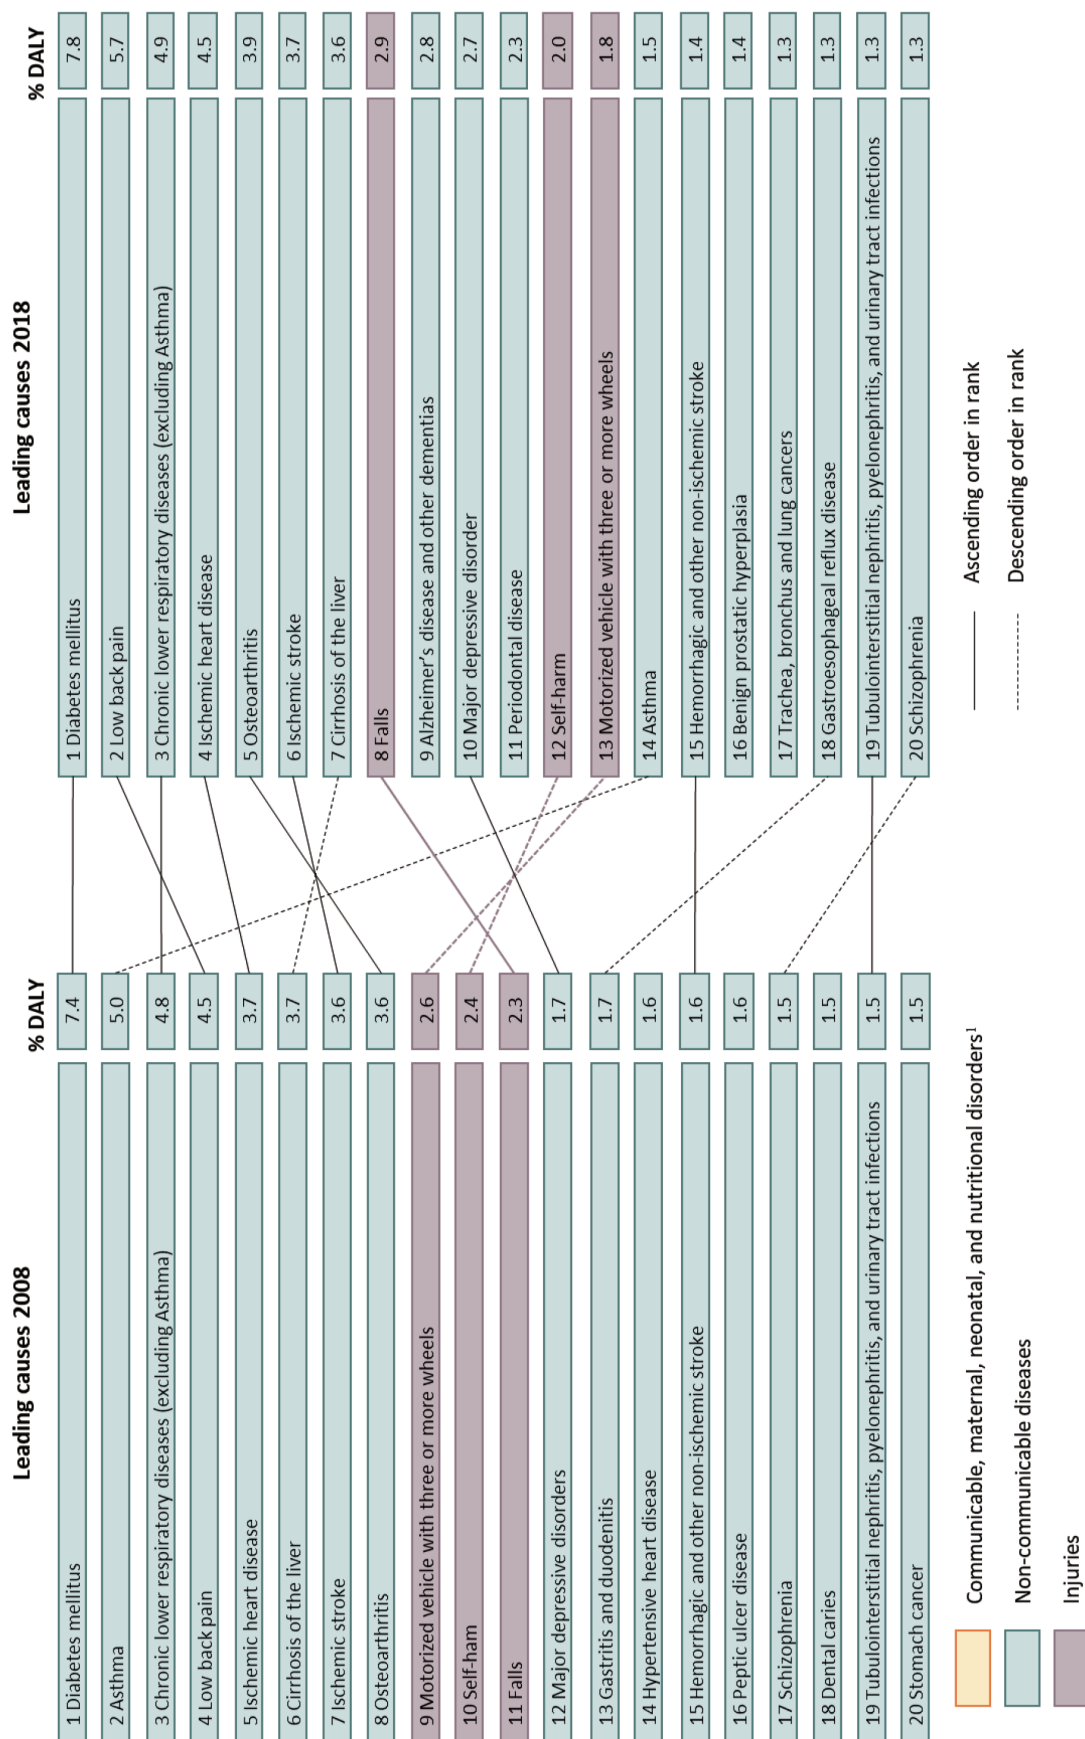 Leading causes 2008
% DALY
1 Diabetes mellitus
7.4
2 Asthma
5.0
3 Chronic lower respiratory diseases (excluding Asthma)
4.8
4 Low back pain
4.5
5 Ischemic heart disease
3.7
6 Cirrhosis of the liver
3.7
7 Ischemic stroke
3.6
8 Osteoarthritis
3.6
9 Motorized vehicle with three or more wheels
2.6
10 Self-ham
2.4
11 Falls
2.3
12 Major depressive disorders
1.7
13 Gastritis and duodenitis
1.7
14 Hypertensive heart disease
1.6
15 Hemorrhagic and other non-ischemic stroke
1.6
16 Peptic ulcer disease
1.6
17 Schizophrenia
1.5
18 Dental caries
1.5
19 Tubulointerstitial nephritis, pyelonephritis, and urinary tract infections
1.5
20 Stomach cancer
1.5
Leading causes 2018
% DALY
1 Diabetes mellitus
7.8
2 Low back pain
5.7
3 Chronic lower respiratory diseases (excluding Asthma)
4.9
4 Ischemic heart disease
4.5
5 Osteoarthritis
3.9
6 Ischemic stroke
3.7
7 Cirrhosis of the liver
3.6
8 Falls
2.9
9 Alzheimer's disease and other dementias
2.8
10 Major depressive disorder
2.7
11 Periodontal disease
2.3
12 Self-harm
2.0
13 Motorized vehicle with three or more wheels
1.8
14 Asthma
1.5
15 Hemorrhagic and other non-ischemic stroke
1.4
16 Benign prostatic hyperplasia
1.4
17 Trachea, bronchus and lung cancers
1.3
18 Gastroesophageal reflux disease
1.3
19 Tubulointerstitial nephritis, pyelonephritis, and urinary tract infections
1.3
20 Schizophrenia
1.3
Communicable, maternal, neonatal, and nutritional disorders¹
Non-communicable diseases
Injuries
Ascending order in rank
Descending order in rank